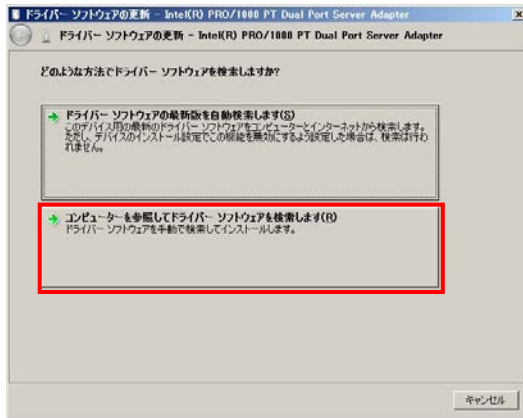 ドライバー ソフトウェアの更新 - Intel(R) PRO/1000 PT Dual Port Server Adapter
ドライバー ソフトウェアの更新 - Intel(R) PRO/1000 PT Dual Port Server Adapter
どのような方法でドライバー ソフトウェアを検索しますか?
ドライバー ソフトウェアの最新版を自動検索します(S)
このデバイス用の最新のドライバー ソフトウェアをコンピューターとインターネットから検索します。
ただし、デバイスのインストール設定でこの機能を無効にするよう設定した場合は、検索は行わ
れません。
コンピューターを参照してドライバー ソフトウェアを検索します(R)
ドライバー ソフトウェアを手動で検索してインストールします。
キャンセル